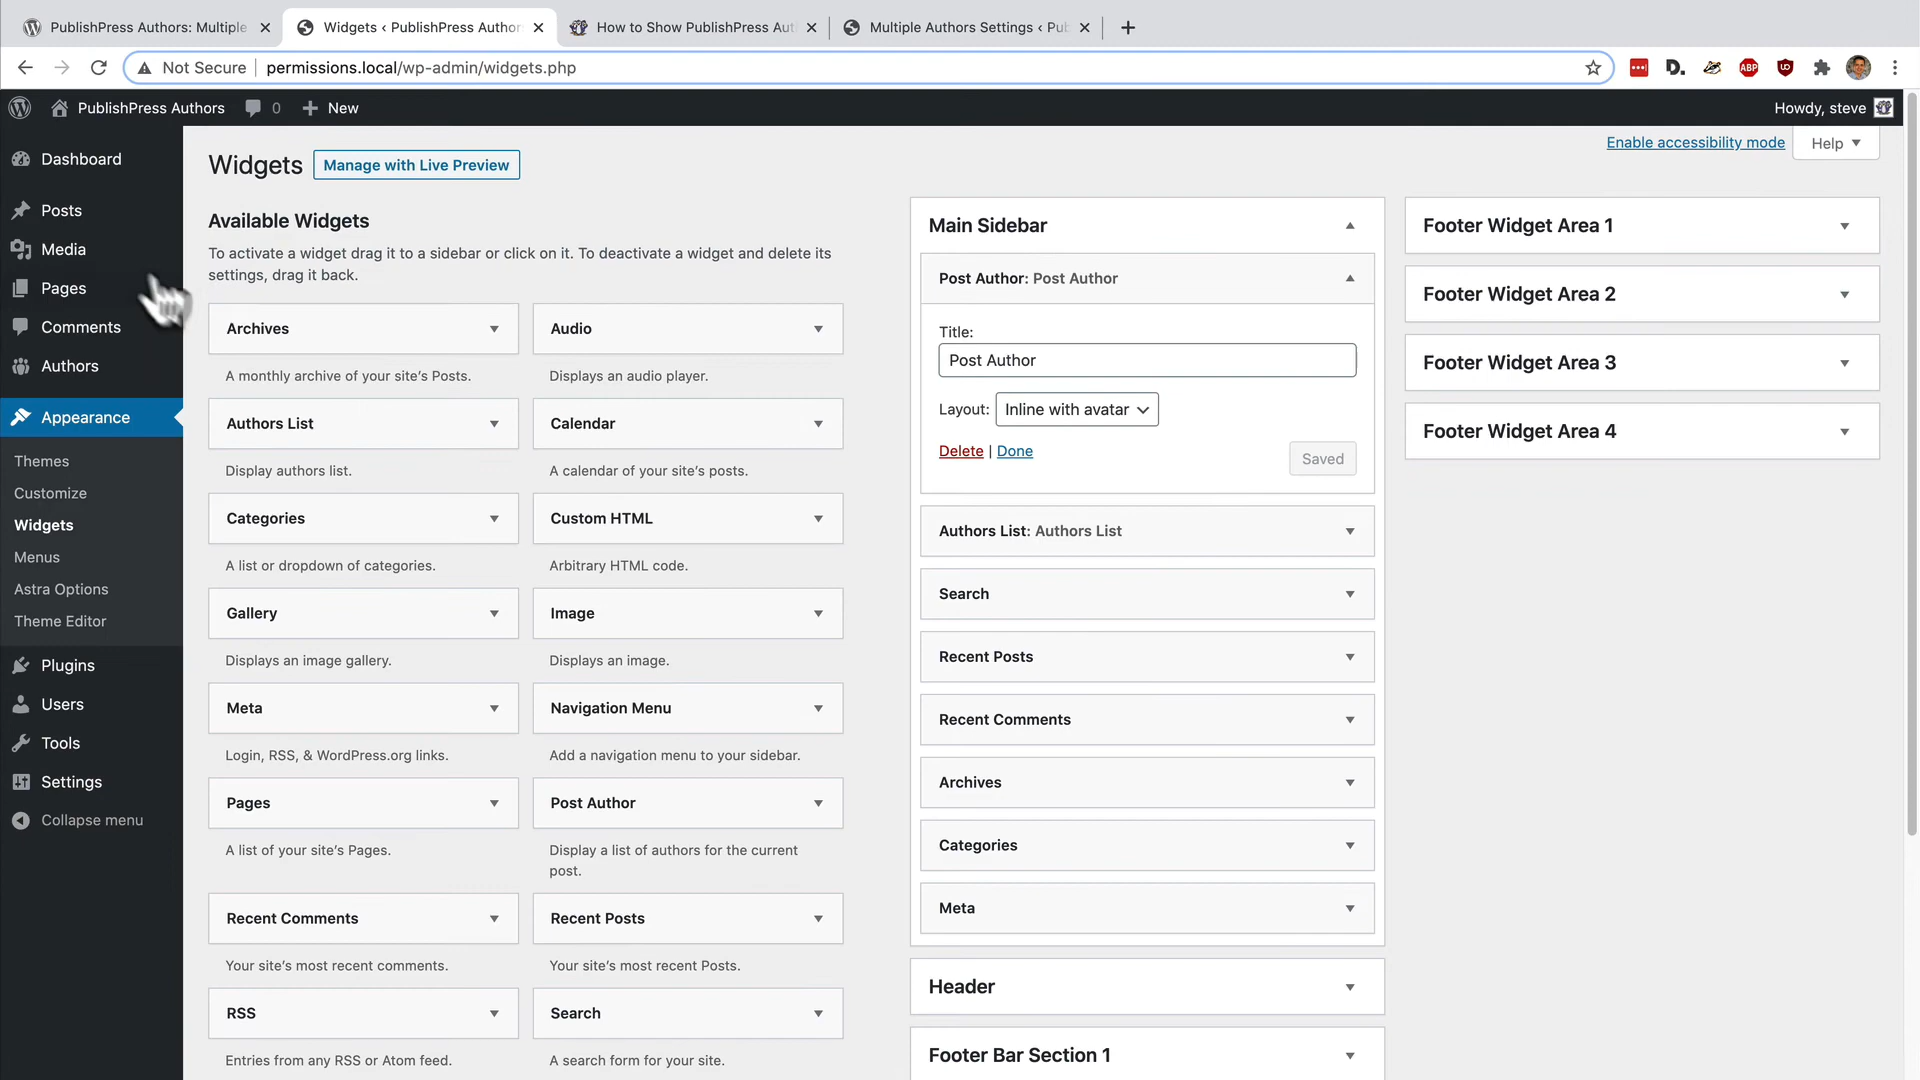 PublishPress Authors: Multiple
Widgets ‹ PublishPress Author
How to Show PublishPress Aut
Multiple Authors Settings ‹ Pub
Not Secure
permissions.local/wp-admin/widgets.php
PublishPress Authors
0
New
Howdy, steve
Dashboard
Posts
Media
Pages
Comments
Authors
Appearance
Themes
Customize
Widgets
Menus
Astra Options
Theme Editor
Plugins
Users
Tools
Settings
Collapse menu
Enable accessibility mode
Help
Widgets
Manage with Live Preview
Available Widgets
To activate a widget drag it to a sidebar or click on it. To deactivate a widget and delete its
settings, drag it back.
Archives
A monthly archive of your site’s Posts.
Audio
Displays an audio player.
Authors List
Display authors list.
Calendar
A calendar of your site’s posts.
Categories
A list or dropdown of categories.
Custom HTML
Arbitrary HTML code.
Gallery
Displays an image gallery.
Image
Displays an image.
Meta
Login, RSS, & WordPress.org links.
Navigation Menu
Add a navigation menu to your sidebar.
Pages
A list of your site’s Pages.
Post Author
Display a list of authors for the current
post.
Recent Comments
Your site’s most recent comments.
Recent Posts
Your site’s most recent Posts.
RSS
Entries from any RSS or Atom feed.
Search
A search form for your site.
Main Sidebar
Post Author: Post Author
Title:
Post Author
Layout: Inline with avatar
Delete | Done
Saved
Authors List: Authors List
Search
Recent Posts
Recent Comments
Archives
Categories
Meta
Header
Footer Bar Section 1
Footer Widget Area 1
Footer Widget Area 2
Footer Widget Area 3
Footer Widget Area 4
D.
ABP